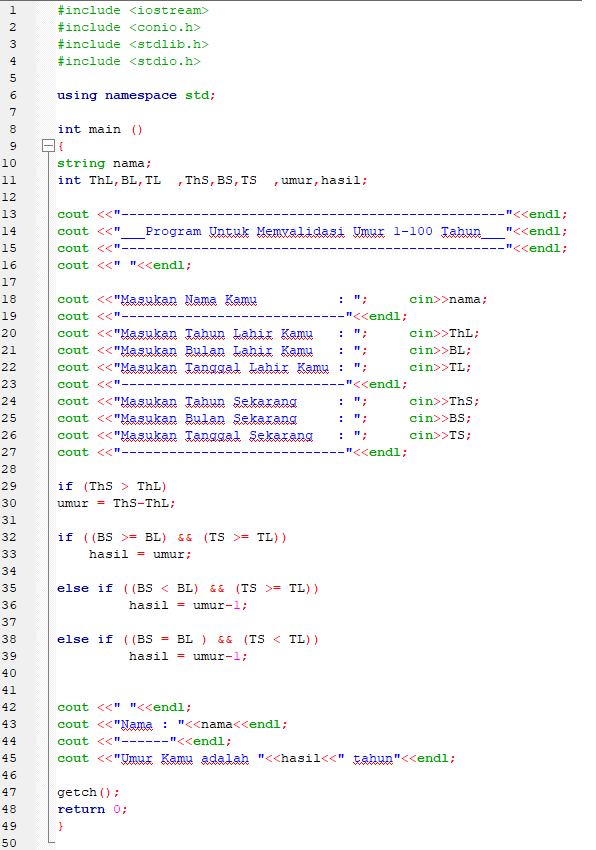 1 #include <iostream>
2 #include <conio.h>
3 #include <stdlib.h>
4 #include <stdio.h>
5
6 using namespace std;
7
8 int main ()
9 {
10 string nama;
11 int ThL,BL,TL  ,ThS,BS,TS  ,umur,hasil;
12
13 cout <<"------------------------------------------------"<<endl;
14 cout <<"___Program Untuk Memvalidasi Umur 1-100 Tahun___"<<endl;
15 cout <<"------------------------------------------------"<<endl;
16 cout <<" "<<endl;
17
18 cout <<"Masukan Nama Kamu          : ";     cin>>nama;
19 cout <<"----------------------------"<<endl;
20 cout <<"Masukan Tahun Lahir Kamu   : ";     cin>>ThL;
21 cout <<"Masukan Bulan Lahir Kamu   : ";     cin>>BL;
22 cout <<"Masukan Tanggal Lahir Kamu : ";     cin>>TL;
23 cout <<"----------------------------"<<endl;
24 cout <<"Masukan Tahun Sekarang     : ";     cin>>ThS;
25 cout <<"Masukan Bulan Sekarang     : ";     cin>>BS;
26 cout <<"Masukan Tanggal Sekarang   : ";     cin>>TS;
27 cout <<"----------------------------"<<endl;
28
29 if (ThS > ThL)
30 umur = ThS-ThL;
31
32 if ((BS >= BL) && (TS >= TL))
33     hasil = umur;
34
35 else if ((BS < BL) && (TS >= TL))
36          hasil = umur-1;
37
38 else if ((BS = BL ) && (TS < TL))
39          hasil = umur-1;
40
41
42 cout <<" "<<endl;
43 cout <<"Nama : "<<nama<<endl;
44 cout <<"------"<<endl;
45 cout <<"Umur Kamu adalah "<<hasil<<" tahun"<<endl;
46
47 getch();
48 return 0;
49 }
50